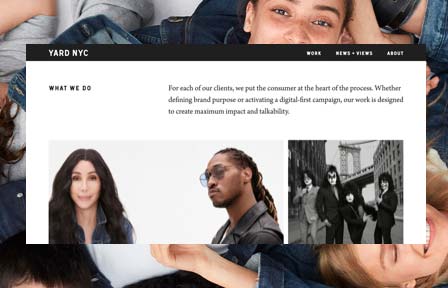 YARD NYC
WORK NEWS + VIEWS ABOUT
WHAT WE DO
For each of our clients, we put the consumer at the heart of the process. Whether
defining brand purpose or activating a digital-first campaign, our work is designed
to create maximum impact and talkability.